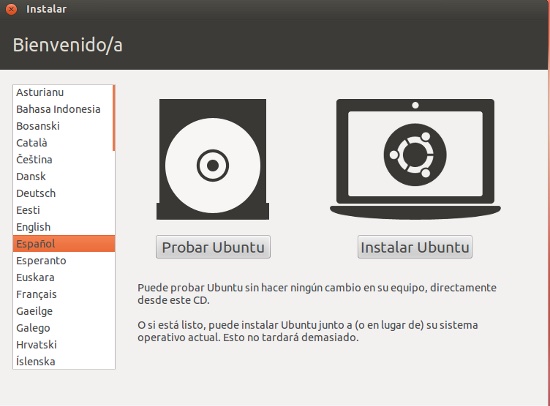 Instalar
Bienvenido/a
Asturianu
Bahasa Indonesia
Bosanski
Català
Čeština
Dansk
Deutsch
Eesti
English
Español
Esperanto
Euskara
Français
Gaeilge
Galego
Hrvatski
Íslenska
Probar Ubuntu
Instalar Ubuntu
Puede probar Ubuntu sin hacer ningún cambio en su equipo, directamente
desde este CD.
O si está listo, puede instalar Ubuntu junto a (o en lugar de) su sistema
operativo actual. Esto no tardará demasiado.